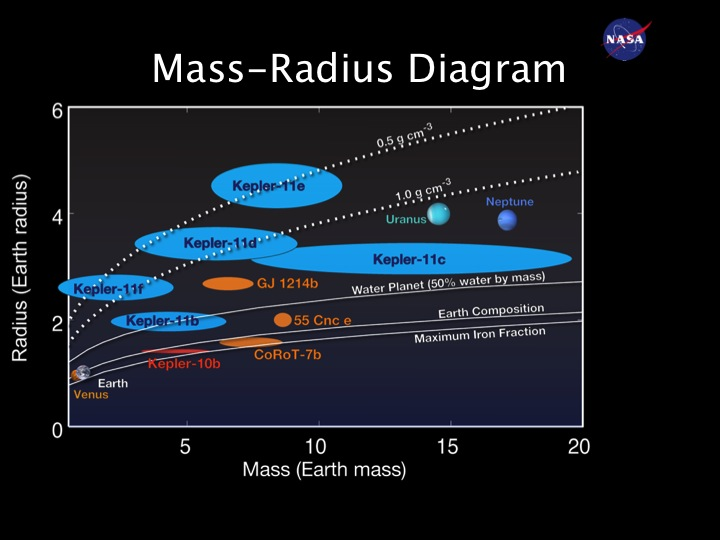 NASA
Mass-Radius Diagram
6
4
2
0
Radius (Earth radius)
0.5 g cm-3
Kepler-11e
1.0 g cm-3
Neptune
Uranus
Kepler-11d
Kepler-11c
Kepler-11f
GJ 1214b
Water Planet (50% water by mass)
Kepler-11b
55 Cnc e
Earth Composition
Maximum Iron Fraction
CoRoT-7b
Kepler-10b
Earth
Venus
5
10
15
20
Mass (Earth mass)